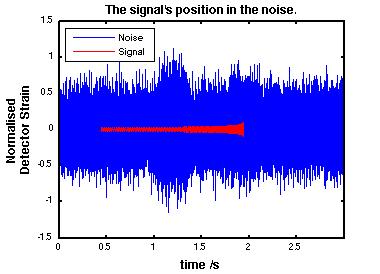 The signal's position in the noise.
1.5
Noise
Signal
1
0.5
0
-0.5
-1
-1.5
Normalised
Detector Strain
0
0.5
1
1.5
2
2.5
time /s